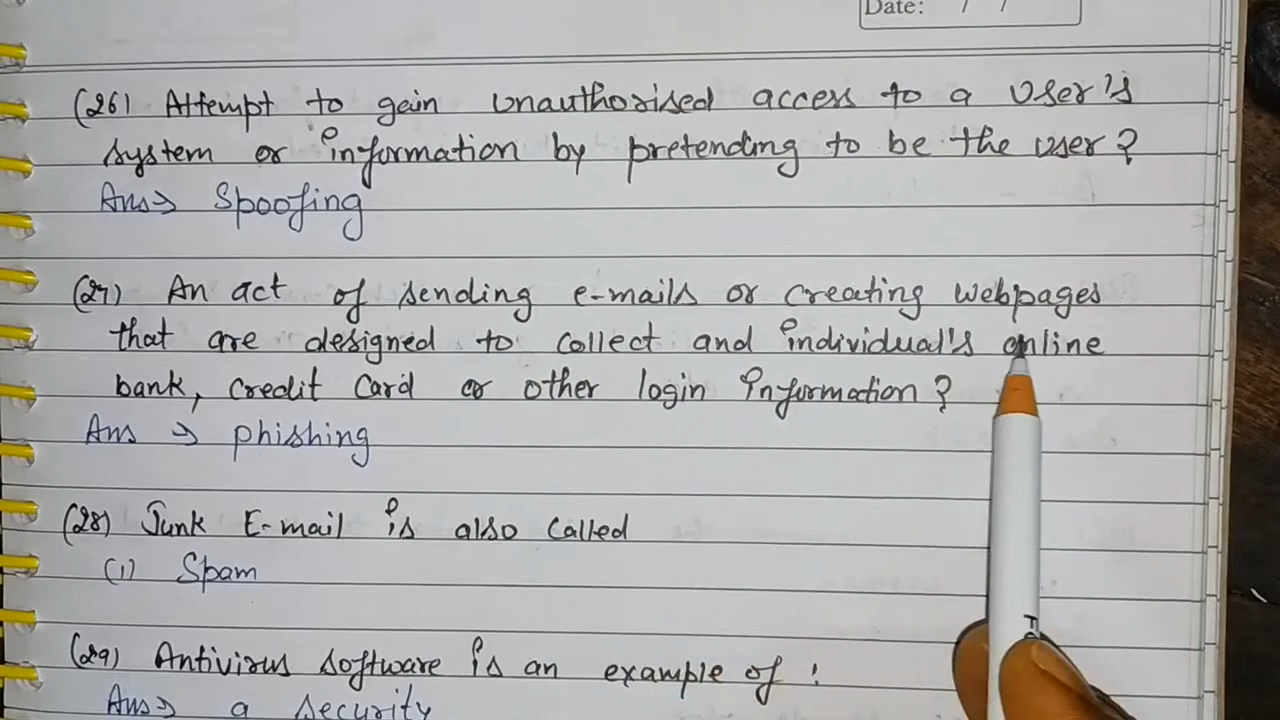 Date: / /
(26) Attempt to gain unauthorised access to a user's
system or information by pretending to be the user?
Ans→ Spoofing
(27) An act of sending e-mails or creating webpages
that are designed to collect and individual's online
bank, credit card or other login information?
Ans → phishing
(28) Junk E-mail is also called
(1) Spam
(29) Antivirus software is an example of :
Ans→ a security